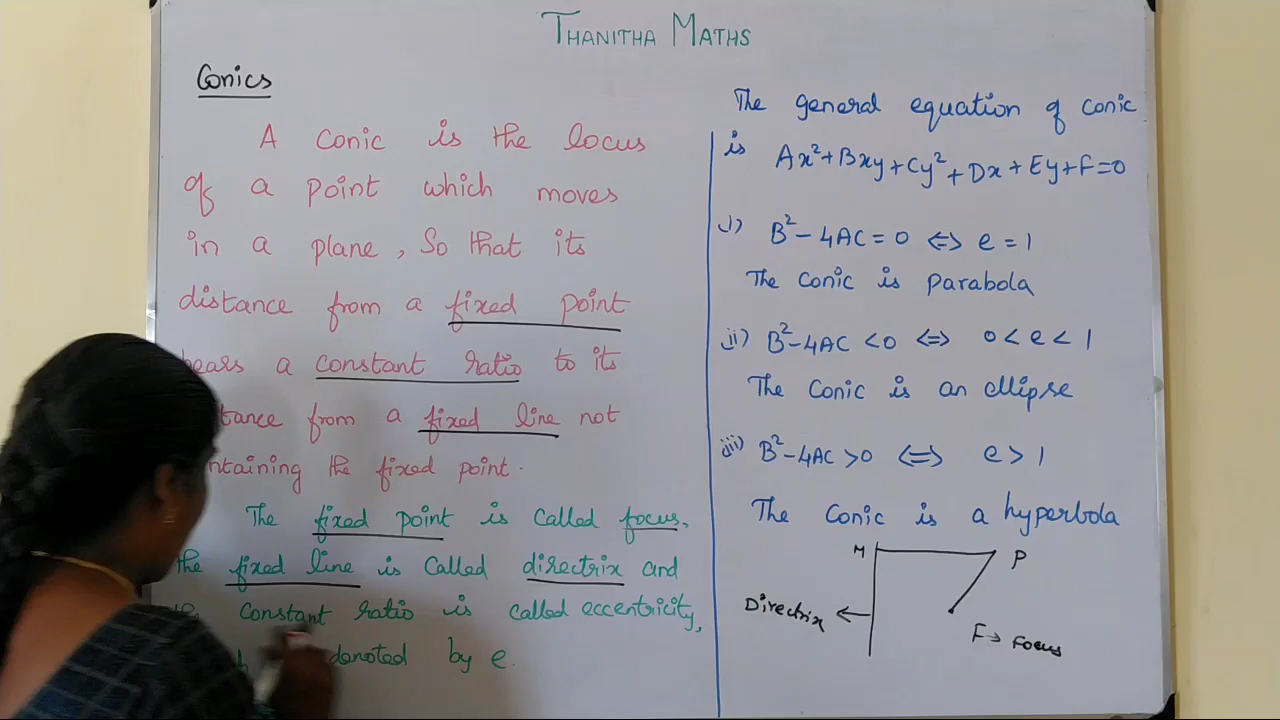 THANITHA MATHS
Conics
A conic is the locus
of a point which moves
in a plane, So that its
distance from a fixed point
bears a constant ratio to its
from a fixed line not
the fixed point.
The fixed point is called focus,
the fixed line is called directrix and
constant ratio is called eccentricity,
denoted by e.
The general equation of conic
is Ax²+Bxy+Cy²+Dx+Ey+F=0
i) B²-4AC=0 ⇔ e=1
The conic is parabola
ii) B²-4AC<0 ⇔ 0<e<1
The conic is an ellipse
iii) B²-4AC>0 ⇔ e>1
The conic is a hyperbola
M P
Directrix ←
F→ Focus